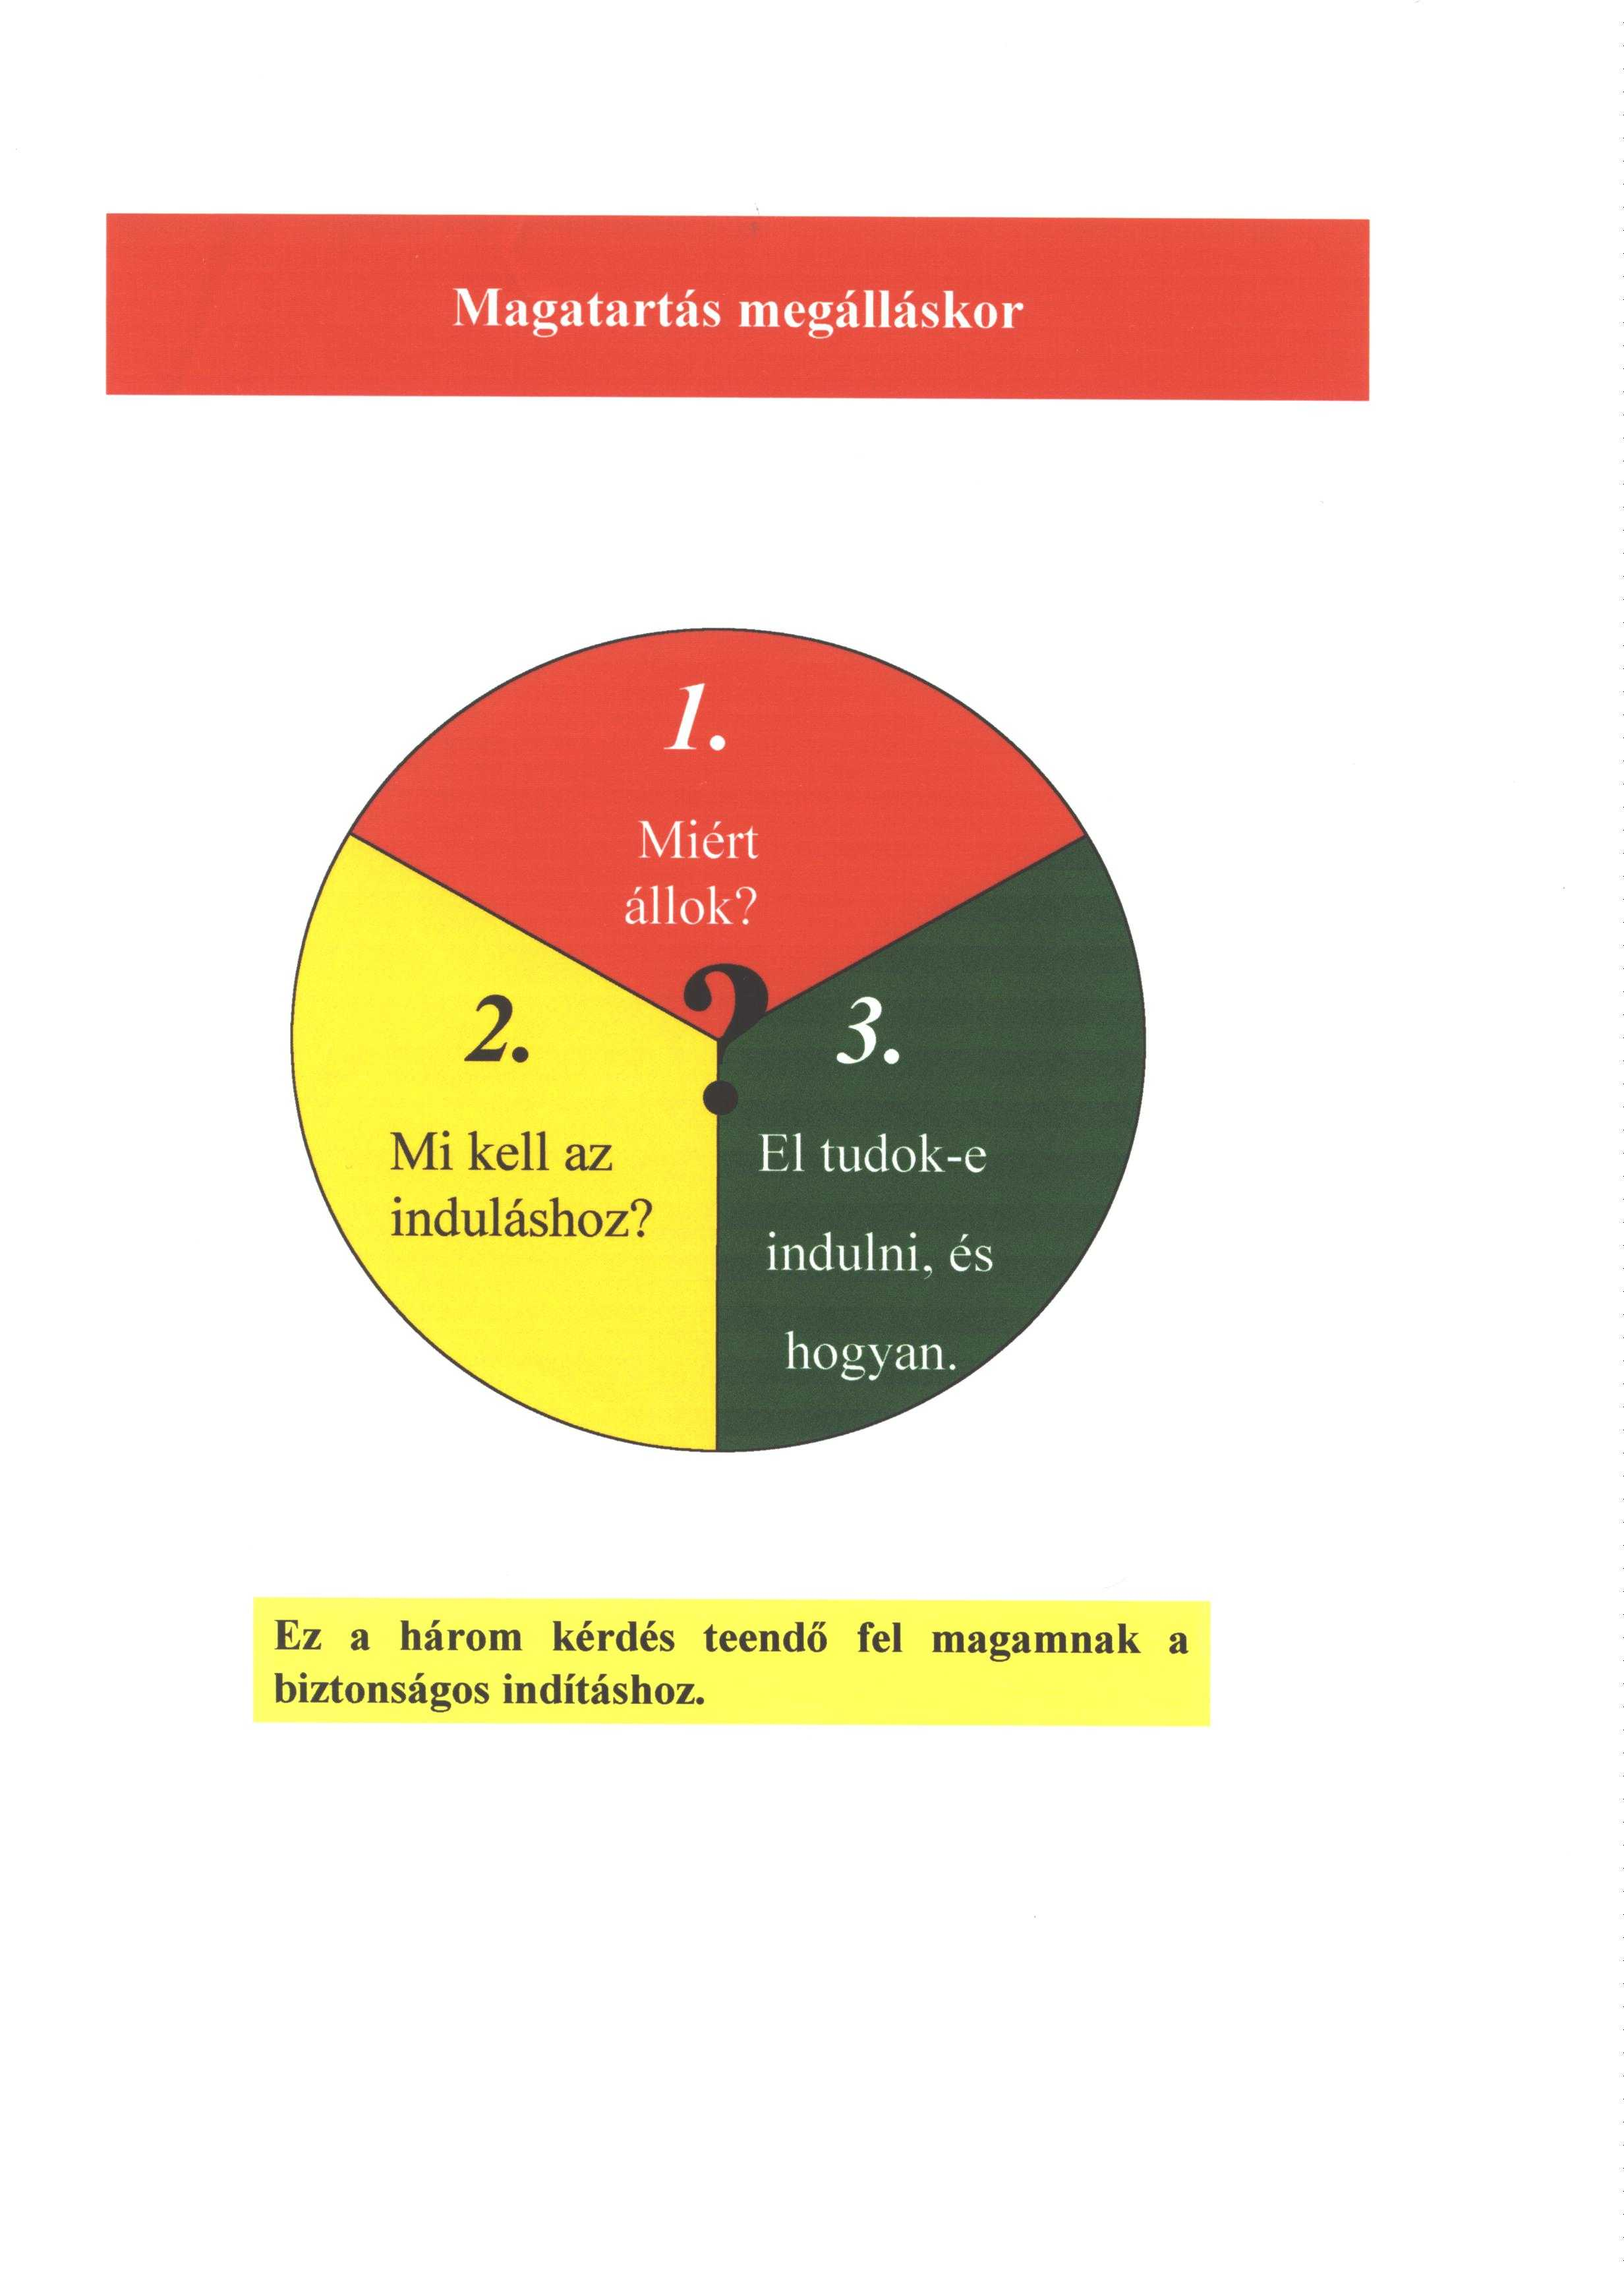 Magatartás megálláskor
1.
Miért
állok?
?
2.
Mi kell az
induláshoz?
3.
El tudok-e
indulni, és
hogyan.
Ez a három kérdés teendő fel magamnak a
biztonságos indításhoz.